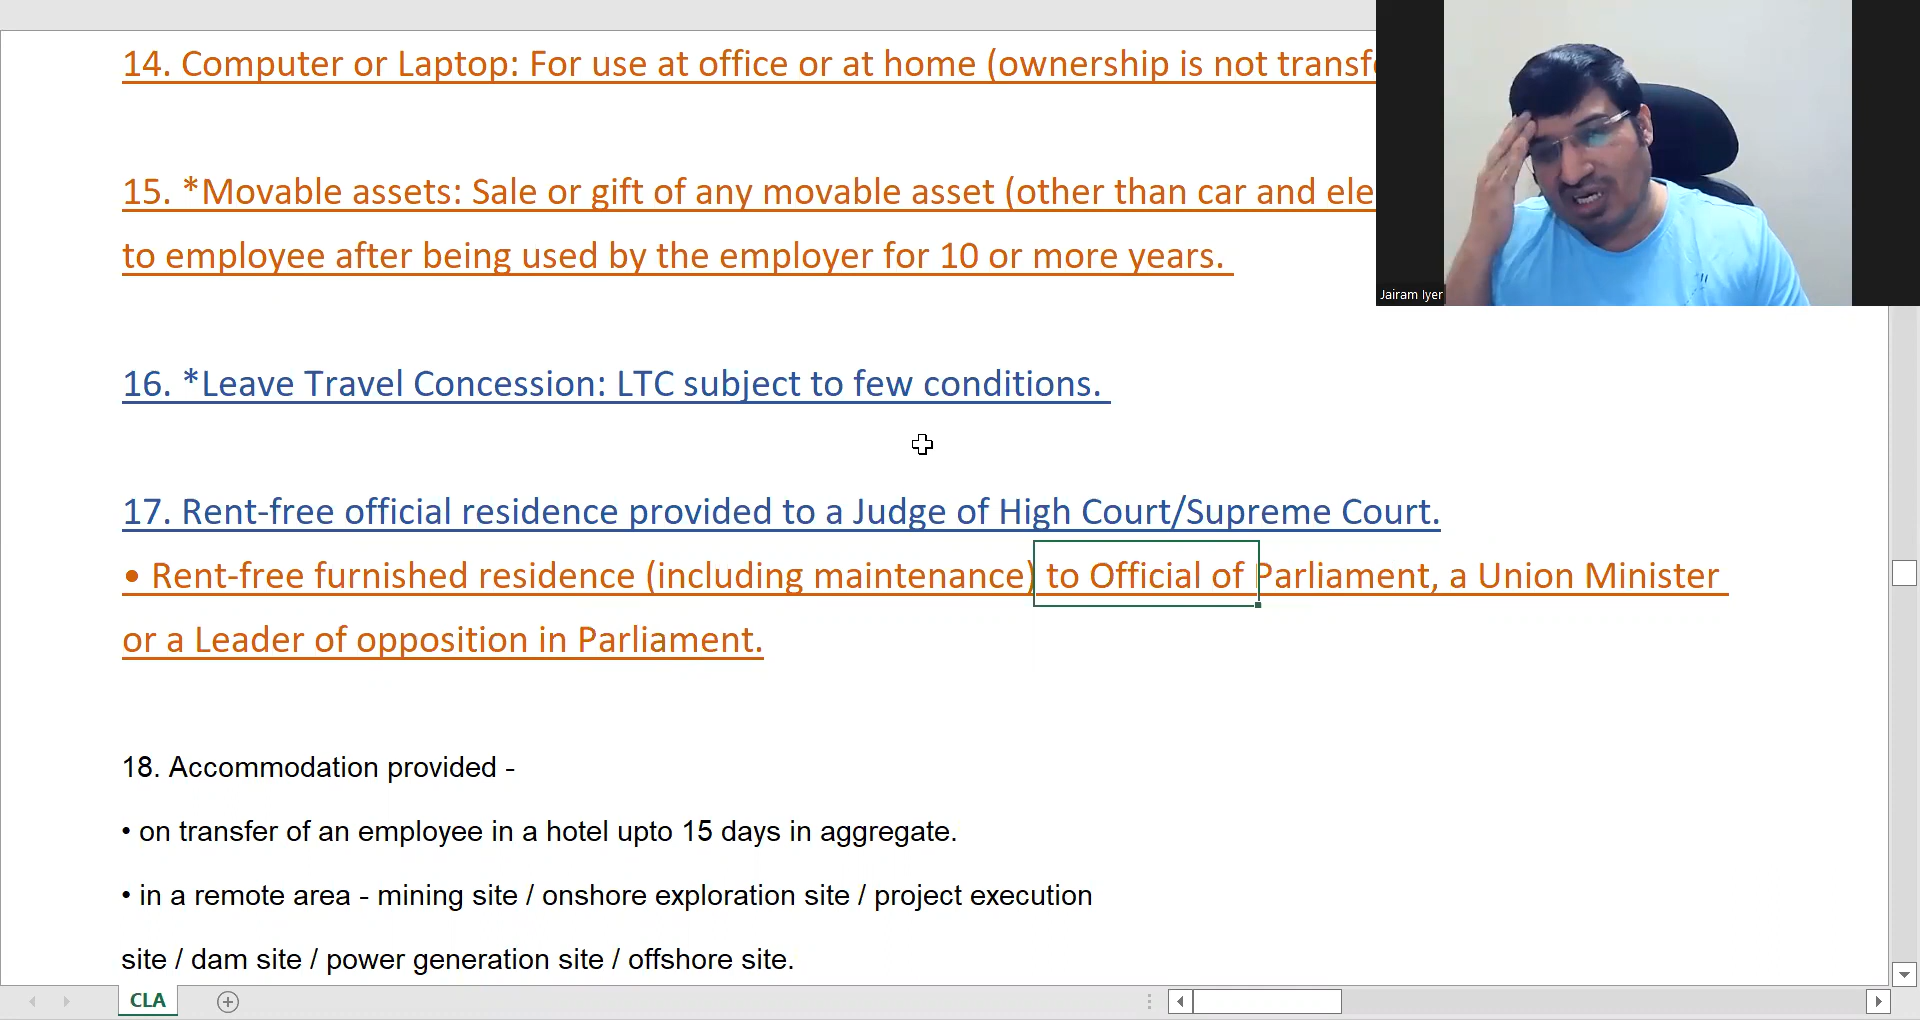 14. Computer or Laptop: For use at office or at home (ownership is not transf
15. *Movable assets: Sale or gift of any movable asset (other than car and ele
to employee after being used by the employer for 10 or more years.
Jairam Iyer
16. *Leave Travel Concession: LTC subject to few conditions.
17. Rent-free official residence provided to a Judge of High Court/Supreme Court.
• Rent-free furnished residence (including maintenance) to Official of Parliament, a Union Minister
or a Leader of opposition in Parliament.
18. Accommodation provided -
• on transfer of an employee in a hotel upto 15 days in aggregate.
• in a remote area - mining site / onshore exploration site / project execution
site / dam site / power generation site / offshore site.
CLA